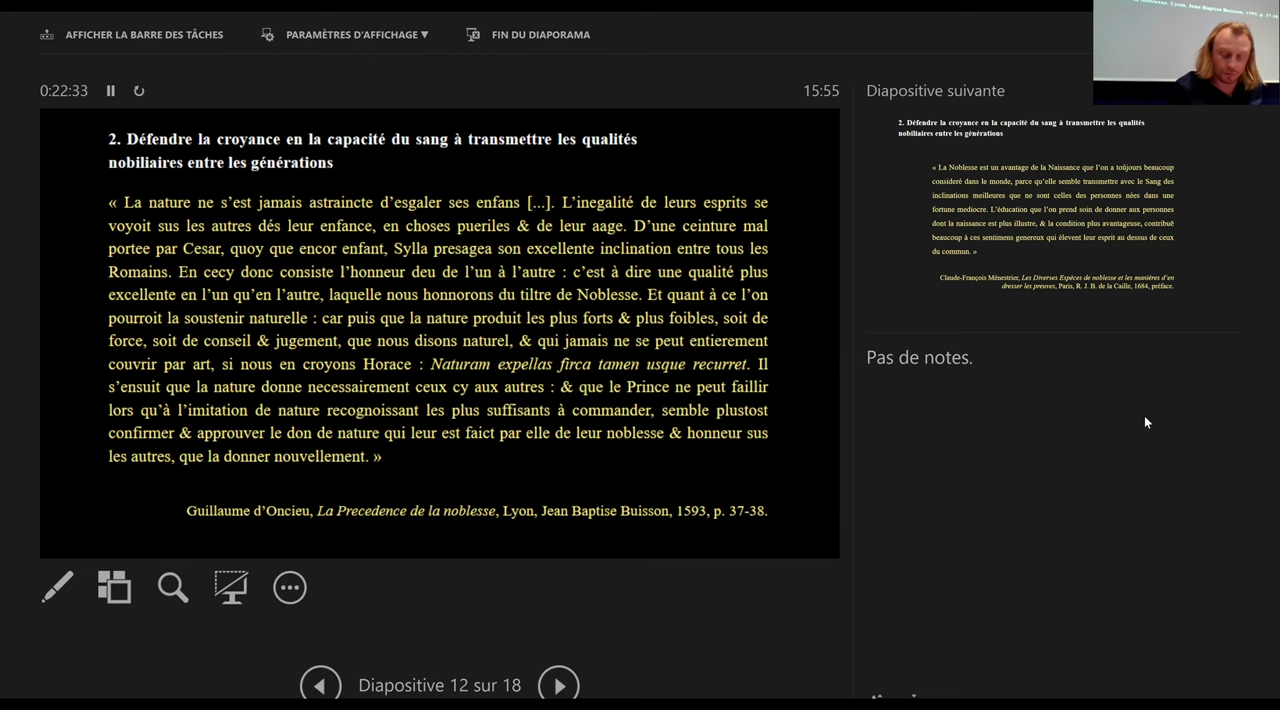 AFFICHER LA BARRE DES TÂCHES
PARAMÈTRES D'AFFICHAGE ▼
FIN DU DIAPORAMA
noblesse, Lyon, Jean Baptise Buisson, 1593, p. 37-38
0:22:33
15:55
2. Défendre la croyance en la capacité du sang à transmettre les qualités
nobiliaires entre les générations
« La nature ne s'est jamais astraincte d'esgaler ses enfans [...]. L'inegalité de leurs esprits se
voyoit sus les autres dés leur enfance, en choses pueriles & de leur aage. D'une ceinture mal
portee par Cesar, quoy que encor enfant, Sylla presagea son excellente inclination entre tous les
Romains. En cecy donc consiste l'honneur deu de l'un à l'autre : c'est à dire une qualité plus
excellente en l'un qu'en l'autre, laquelle nous honnorons du tiltre de Noblesse. Et quant à ce l'on
pourroit la soustenir naturelle : car puis que la nature produit les plus forts & plus foibles, soit de
force, soit de conseil & jugement, que nous disons naturel, & qui jamais ne se peut entierement
couvrir par art, si nous en croyons Horace : Naturam expellas firca tamen usque recurret. Il
s'ensuit que la nature donne necessairement ceux cy aux autres : & que le Prince ne peut faillir
lors qu'à l'imitation de nature recognoissant les plus suffisants à commander, semble plustost
confirmer & approuver le don de nature qui leur est faict par elle de leur noblesse & honneur sus
les autres, que la donner nouvellement. »
Guillaume d'Oncieu, La Precedence de la noblesse, Lyon, Jean Baptise Buisson, 1593, p. 37-38.
Diapositive 12 sur 18
Diapositive suivante
2. Défendre la croyance en la capacité du sang à transmettre les qualités
nobiliaires entre les générations
« La Noblesse est un avantage de la Naissance que l'on a toûjours beaucoup
consideré dans le monde, parce qu'elle semble transmettre avec le Sang des
inclinations meilleures que ne sont celles des personnes nées dans une
fortune mediocre. L'éducation que l'on prend soin de donner aux personnes
dont la naissance est plus illustre, & la condition plus avantageuse, contribuë
beaucoup à ces sentimens genereux qui élevent leur esprit au dessus de ceux
du commun. »
Claude-François Ménestrier, Les Diverses Espèces de noblesse et les manières d'en
dresser les preuves, Paris, R. J. B. de la Caille, 1684, préface.
Pas de notes.